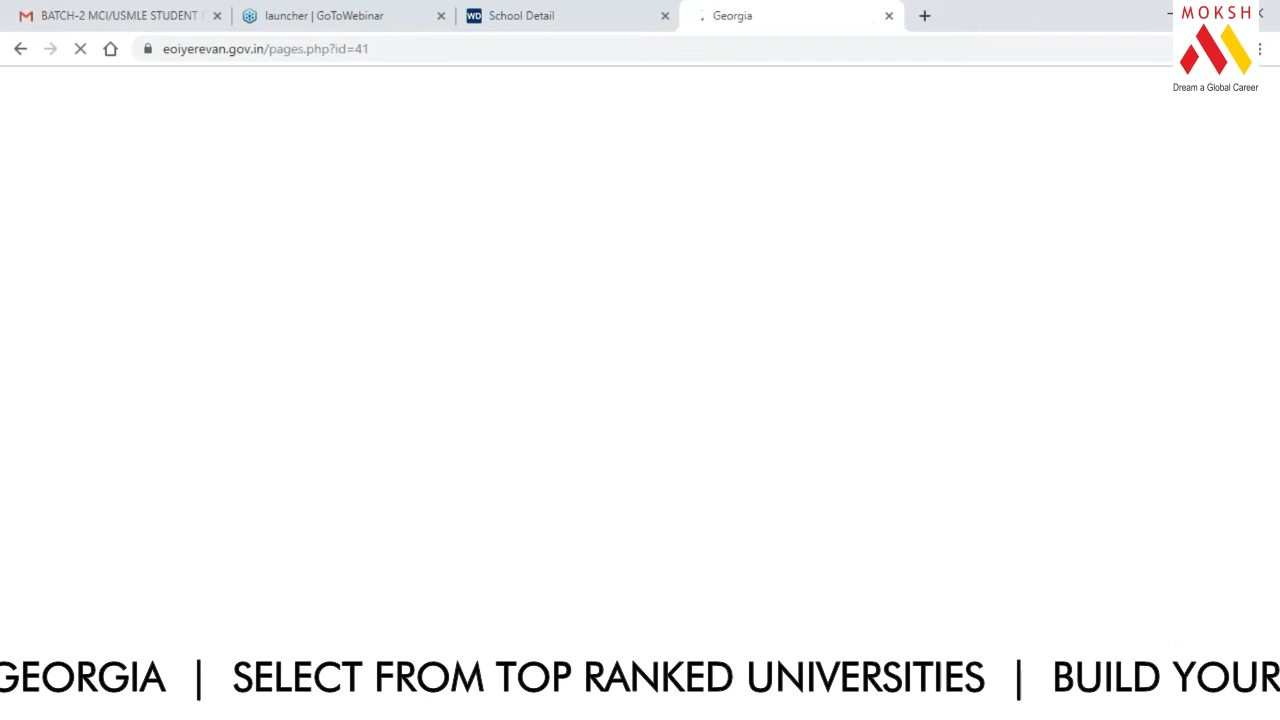 BATCH-2 MCI/USMLE STUDENT
launcher | GoToWebinar
WD School Detail
Georgia
eoiyerevan.gov.in/pages.php?id=41
MOKSH
Dream a Global Career
GEORGIA | SELECT FROM TOP RANKED UNIVERSITIES | BUILD YOUR